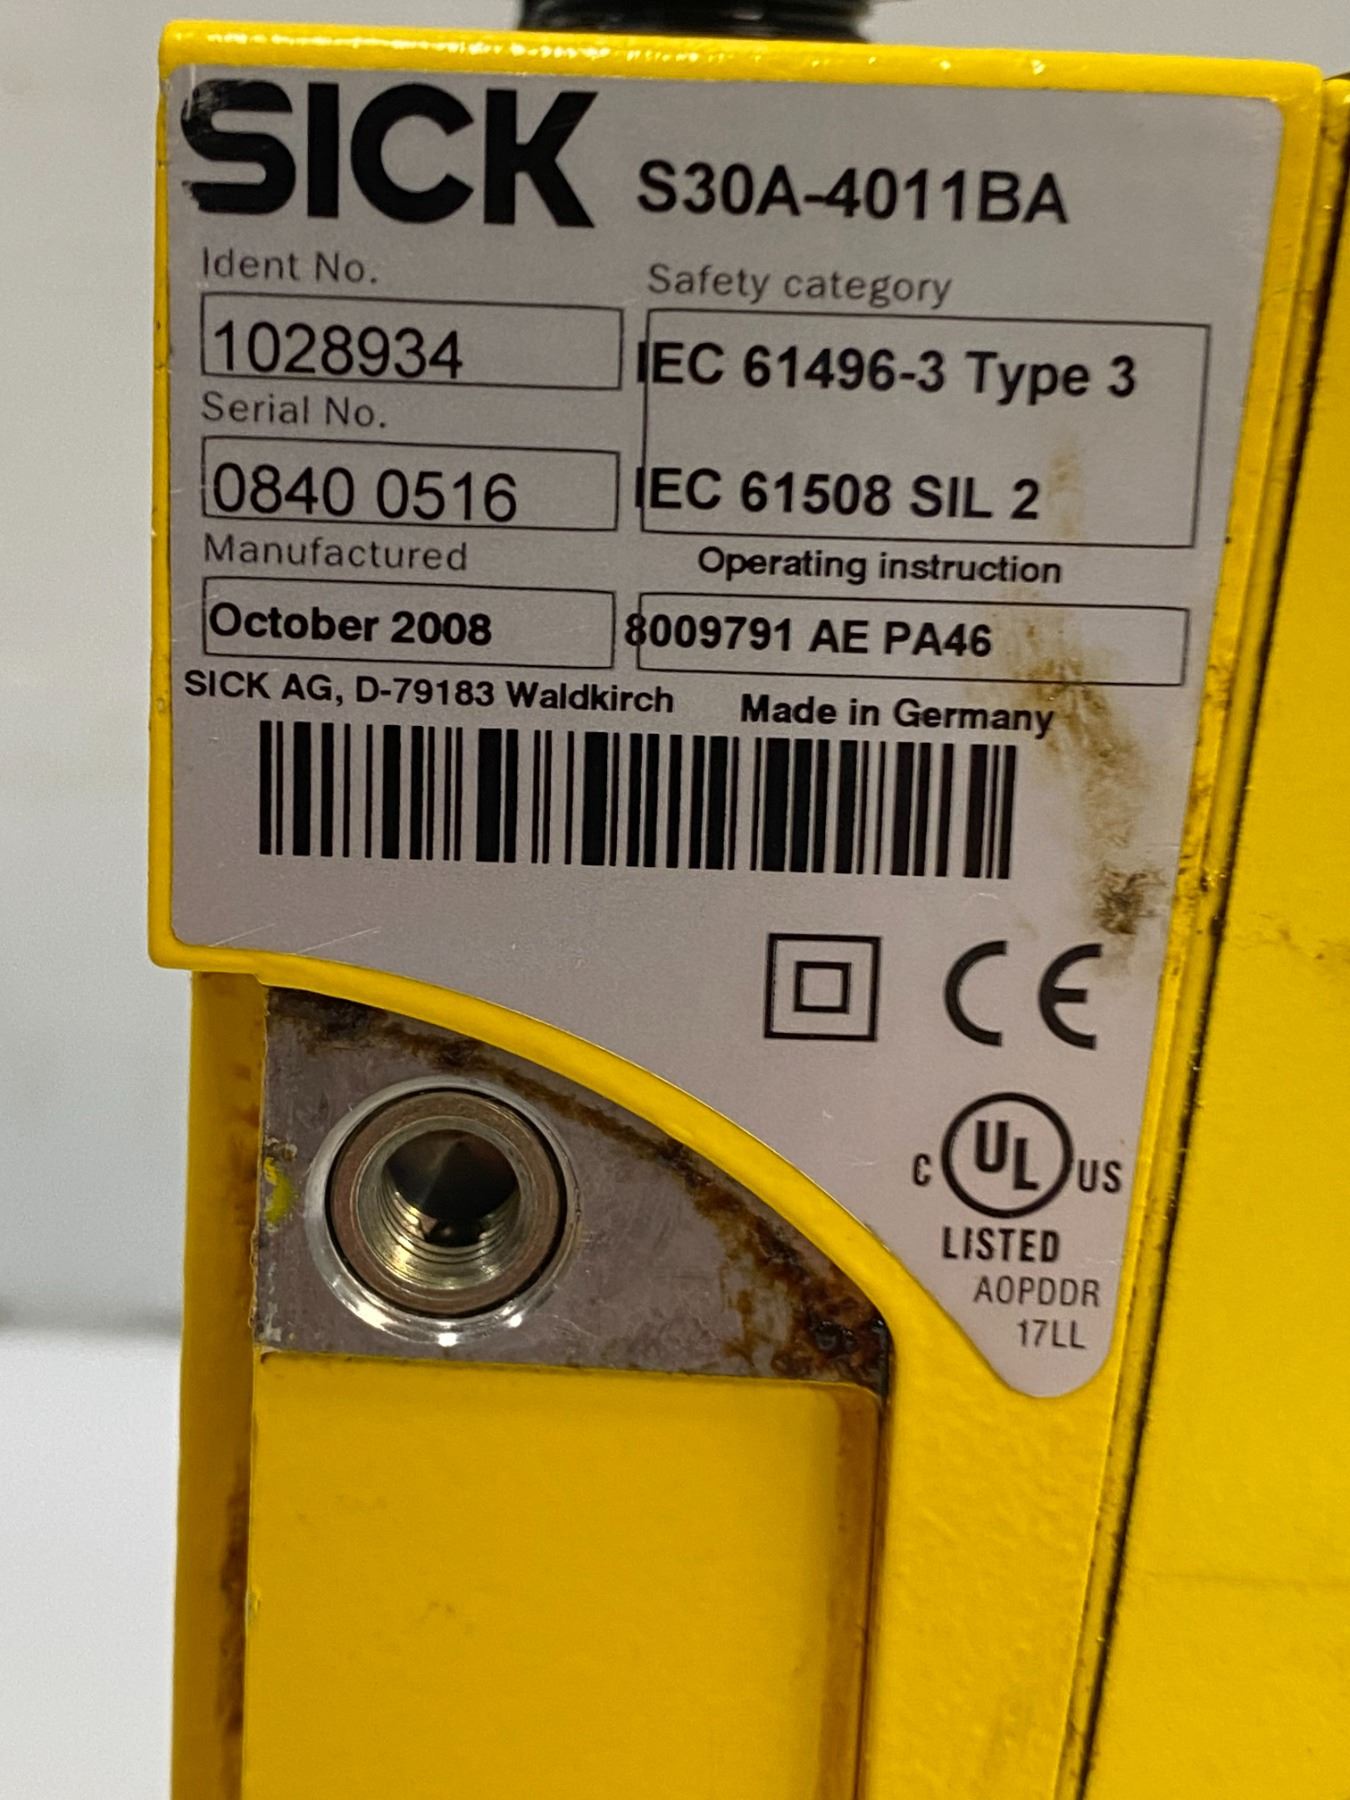 SICK S30A-4011BA
Ident No. Safety category
1028934 IEC 61496-3 Type 3
Serial No.
0840 0516 IEC 61508 SIL 2
Manufactured Operating instruction
October 2008 8009791 AE PA46
SICK AG, D-79183 Waldkirch Made in Germany
CE
C UL US
LISTED
AOPDDR
17LL